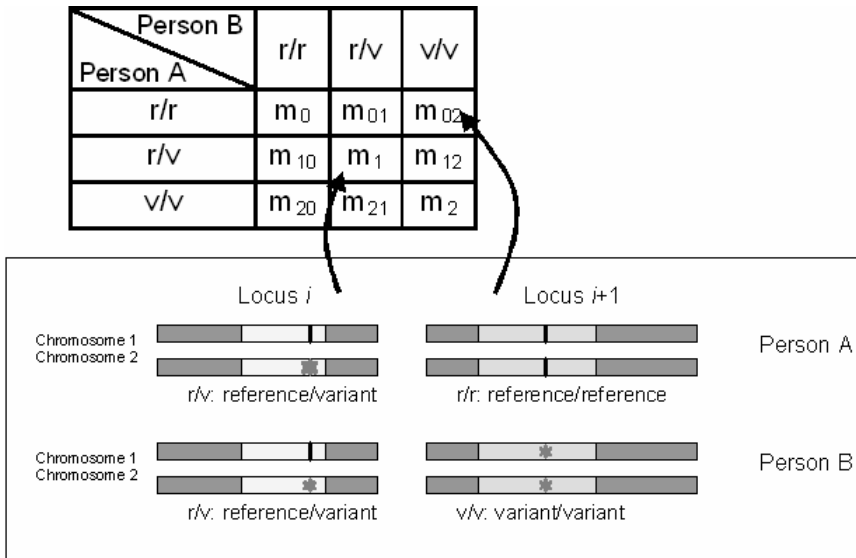 Person B
Person A
r/r r/v v/v
r/r m0 m01 m02
r/v m10 m1 m12
v/v m20 m21 m2
Locus i Locus i+1
Chromosome 1
Chromosome 2
Person A
r/v: reference/variant r/r: reference/reference
Chromosome 1
Chromosome 2
Person B
r/v: reference/variant v/v: variant/variant